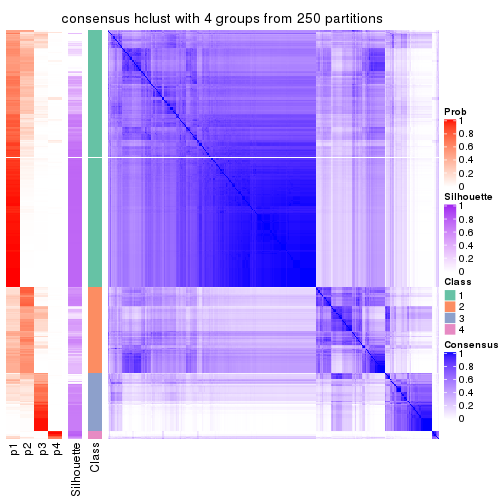 consensus hclust with 4 groups from 250 partitions
Prob
1
0.8
0.6
0.4
0.2
0
Silhouette
1
0.8
0.6
0.4
0.2
0
Class
1
2
3
4
Consensus
1
0.8
0.6
0.4
0.2
0
p1
p2
p3
p4
Silhouette
Class